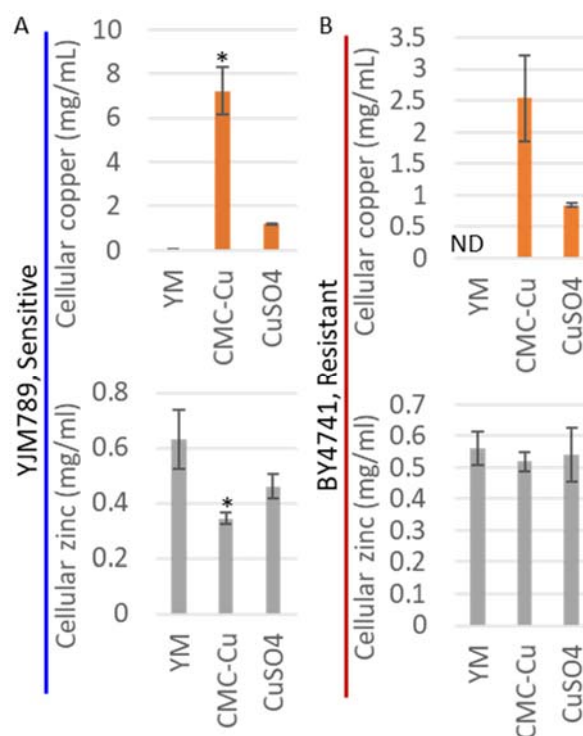 A
YJM789, Sensitive
Cellular copper (mg/mL)
10
8
6
4
2
0
*
YM
CMC-Cu
CuSO4
Cellular zinc (mg/ml)
0.8
0.6
0.4
0.2
0
*
YM
CMC-Cu
CuSO4
B
BY4741, Resistant
Cellular copper (mg/mL)
3.5
3
2.5
2
1.5
1
0.5
0
ND
YM
CMC-Cu
CuSO4
Cellular zinc (mg/ml)
0.7
0.6
0.5
0.4
0.3
0.2
0.1
0
YM
CMC-Cu
CuSO4